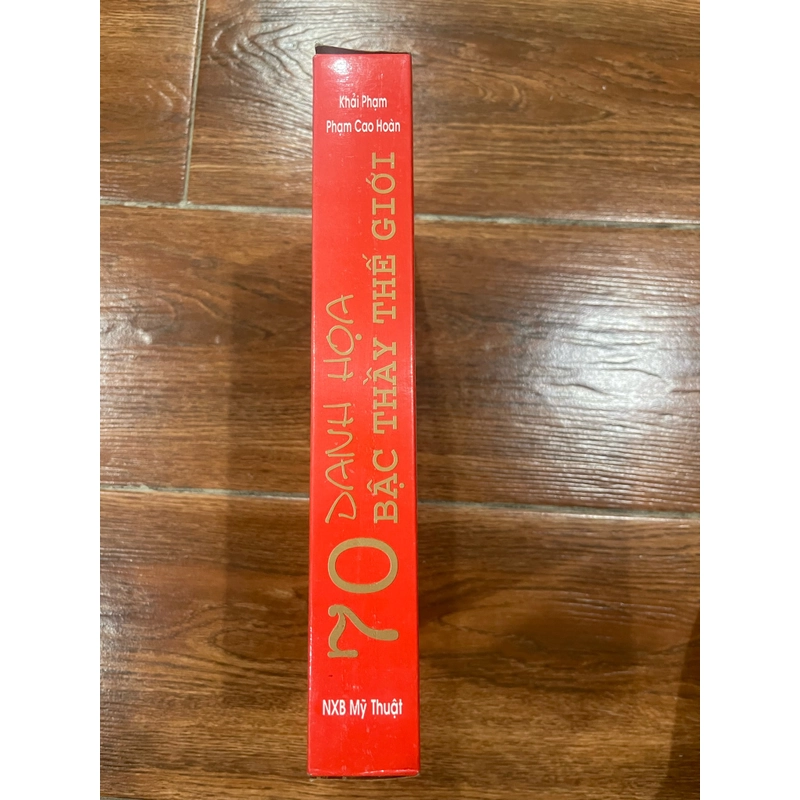 Khải Phạm
Phạm Cao Hoàn
70 DANH HỌA
BẬC THẦY THẾ GIỚI
NXB Mỹ Thuật